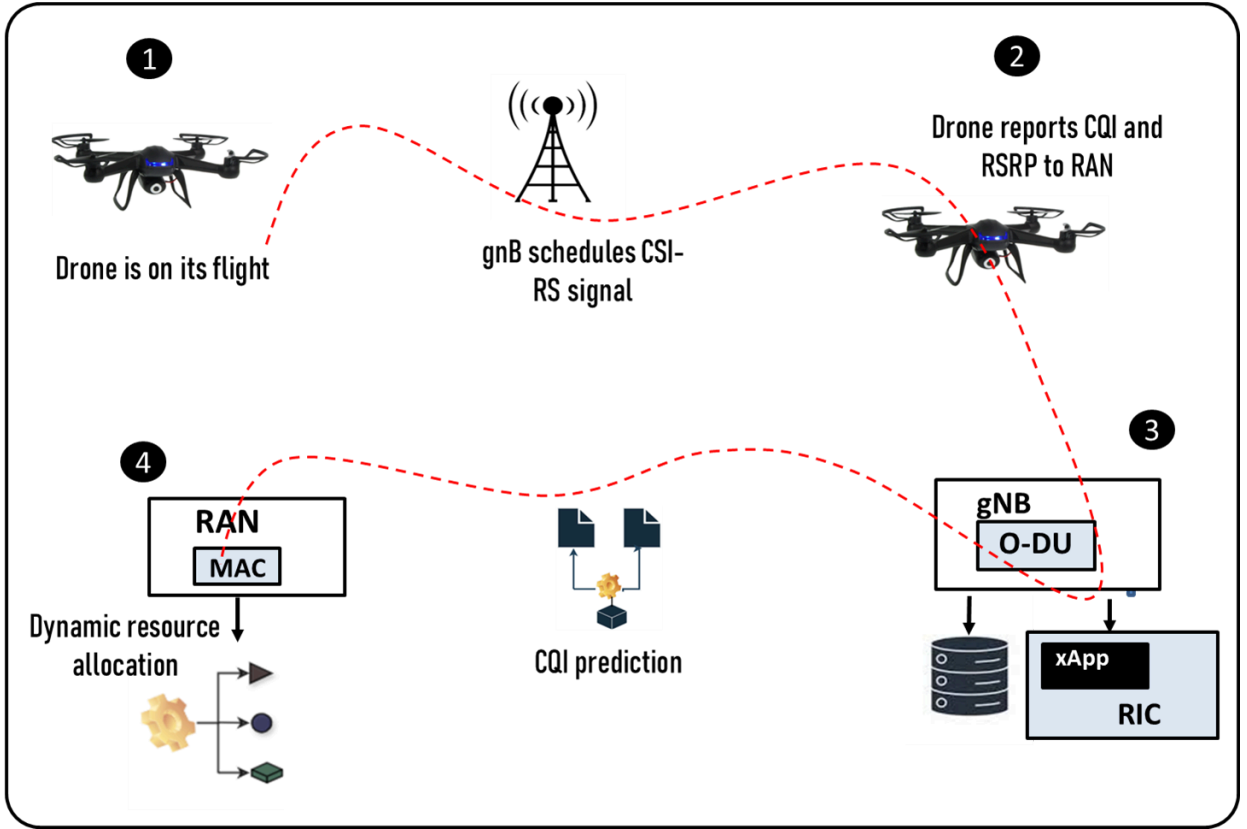 1
Drone is on its flight
gnB schedules CSI-
RS signal
2
Drone reports CQI and
RSRP to RAN
3
gNB
O-DU
xApp
RIC
CQI prediction
4
RAN
MAC
Dynamic resource
allocation